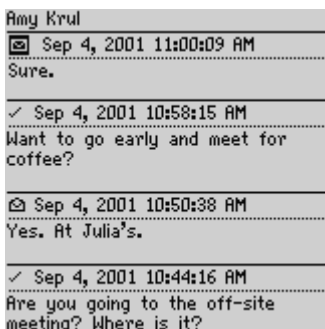 Amy Krul
Sep 4, 2001 11:00:09 AM
Sure.
✓ Sep 4, 2001 10:58:15 AM
Want to go early and meet for
coffee?
Sep 4, 2001 10:50:38 AM
Yes. At Julia's.
✓ Sep 4, 2001 10:44:16 AM
Are you going to the off-site
meeting? Where is it?